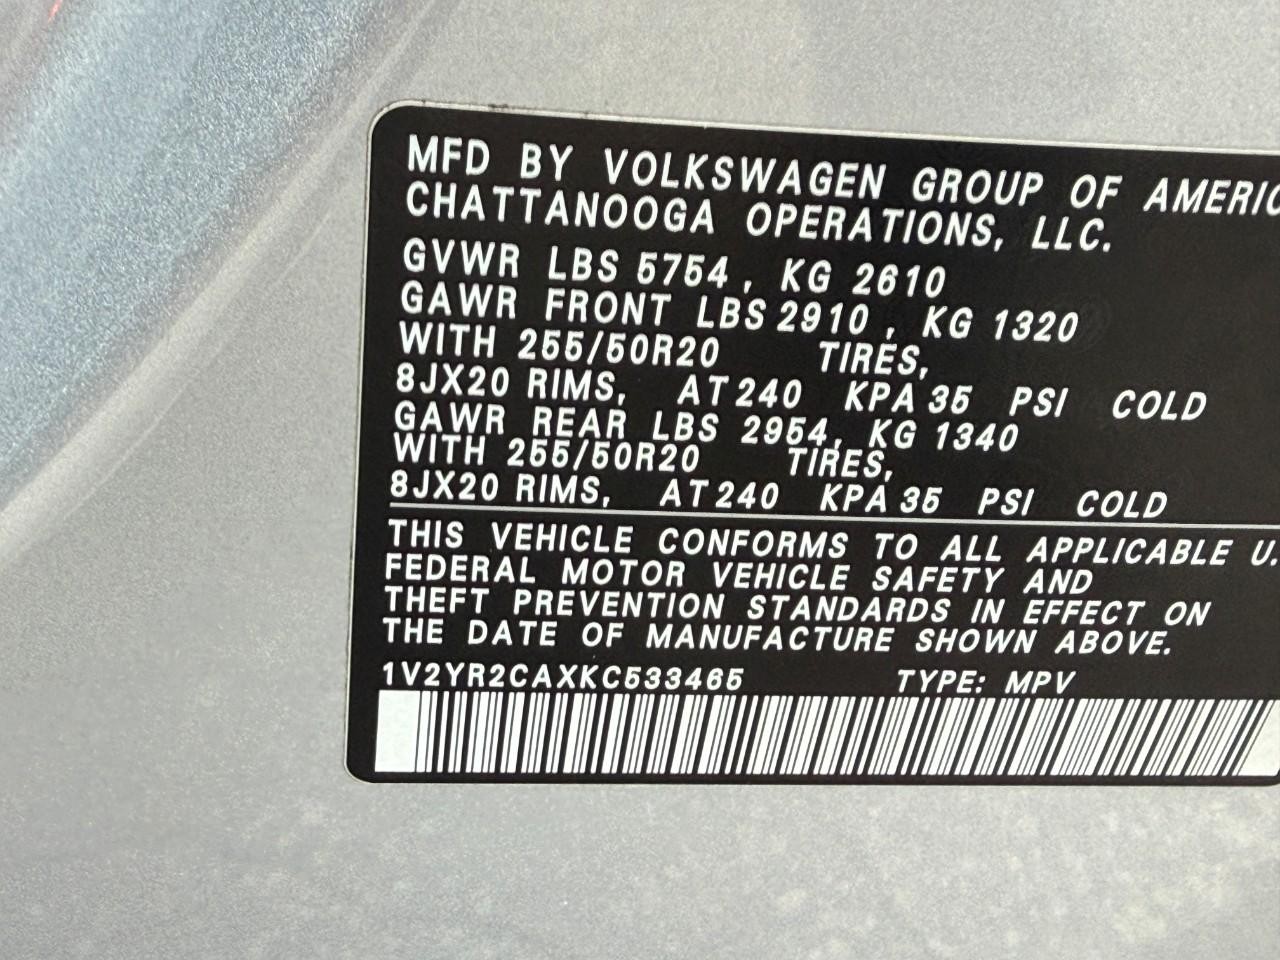 MFD BY VOLKSWAGEN GROUP OF AMERIC
CHATTANOOGA OPERATIONS, LLC.
GVWR LBS 5754, KG 2610
GAWR FRONT LBS 2910, KG 1320
WITH 255/50R20 TIRES,
8JX20 RIMS, AT 240 KPA 35 PSI COLD
GAWR REAR LBS 2954, KG 1340
WITH 255/50R20 TIRES,
8JX20 RIMS, AT 240 KPA 35 PSI COLD
THIS VEHICLE CONFORMS TO ALL APPLICABLE U.
FEDERAL MOTOR VEHICLE SAFETY AND
THEFT PREVENTION STANDARDS IN EFFECT ON
THE DATE OF MANUFACTURE SHOWN ABOVE.
1V2YR2CAXKC533465 TYPE: MPV